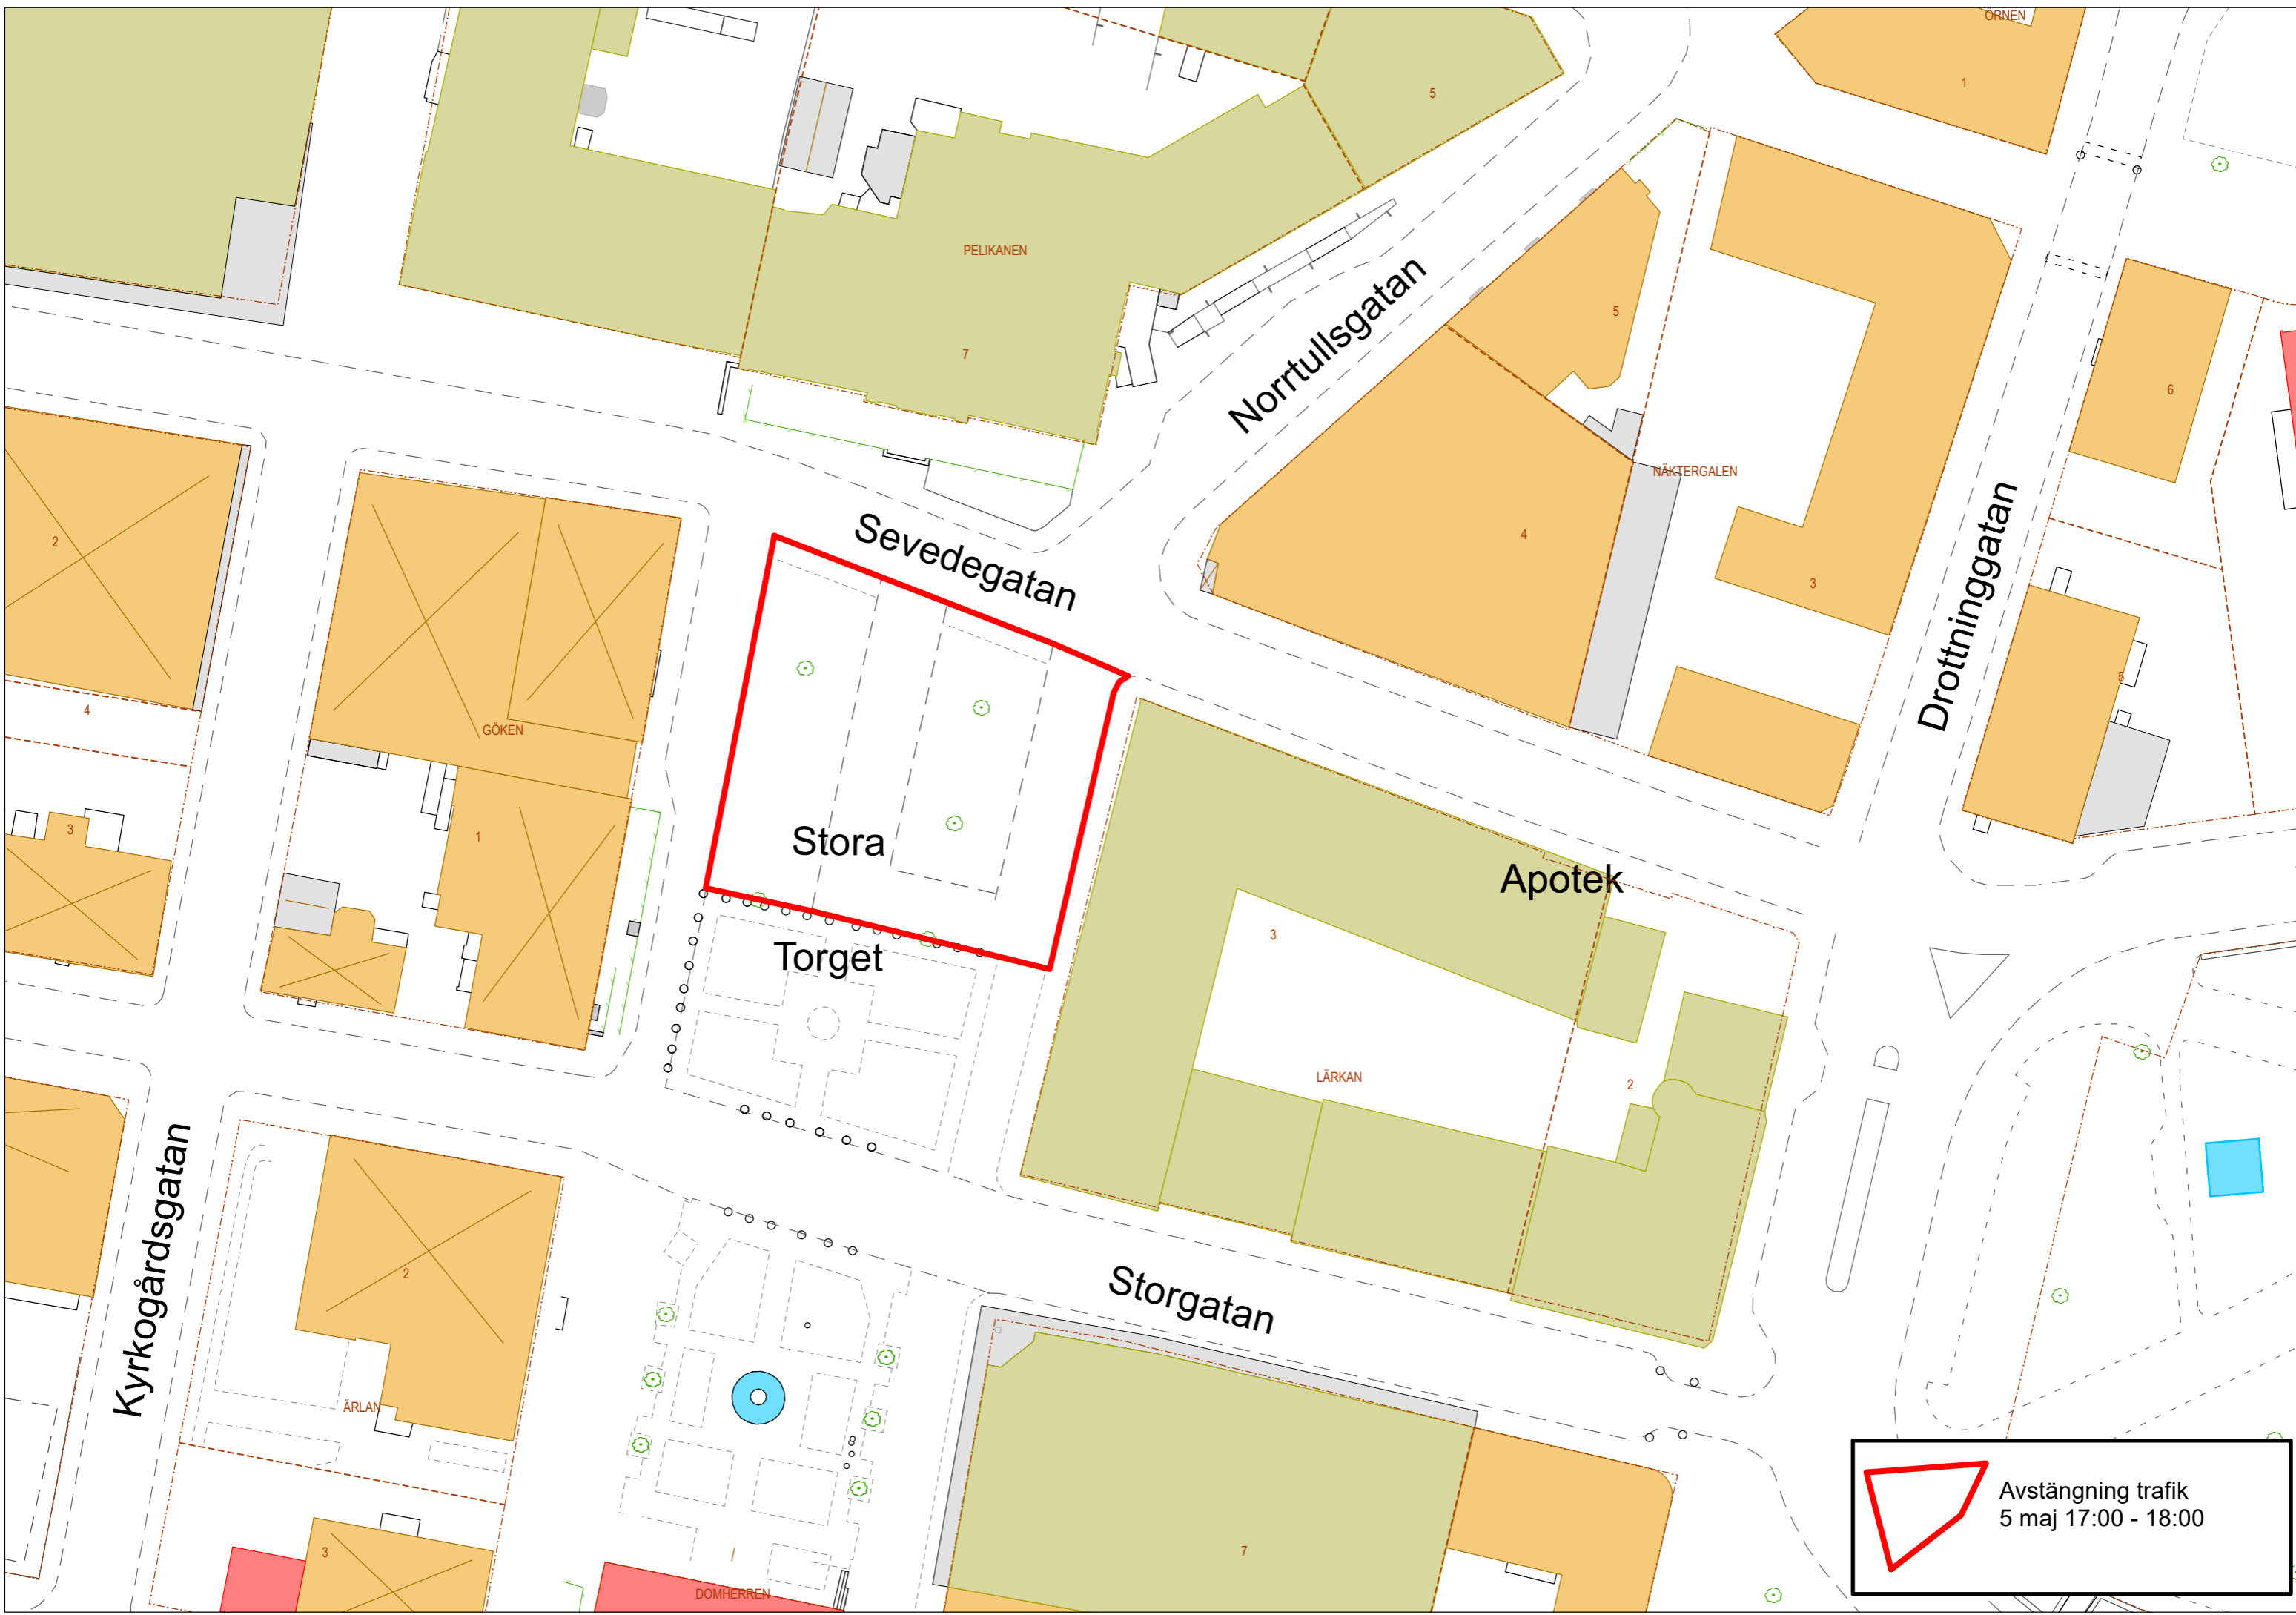 ÖRNEN
1
5
PELIKANEN
7
Norrtullsgatan
5
6
NÄKTERGALEN
4
3
Drottninggatan
5
2
4
3
GÖKEN
1
Sevedegatan
Stora
Torget
Apotek
3
LÄRKAN
2
Kyrkogårdsgatan
2
ÄRLAN
3
Storgatan
7
DOMHERREN
Avstängning trafik
5 maj 17:00 - 18:00